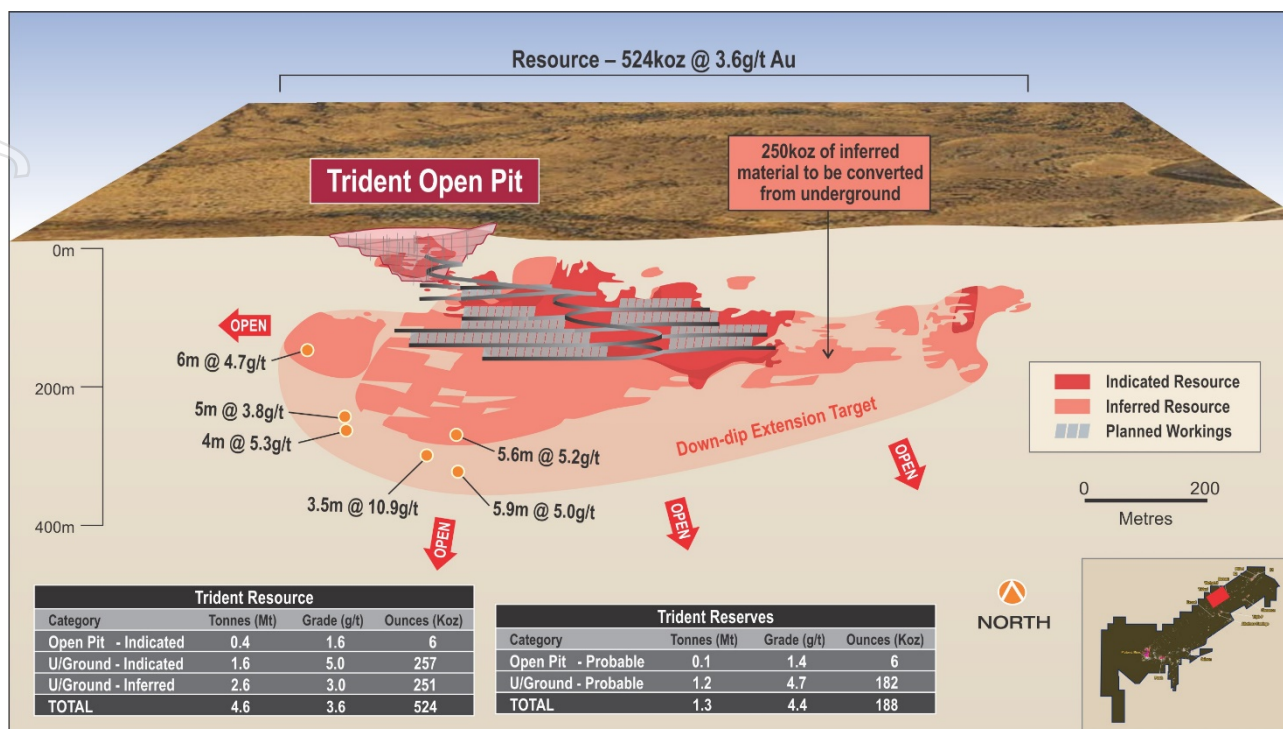 Resource – 524koz @ 3.6g/t Au
Trident Open Pit
250koz of inferred
material to be converted
from underground
0m
200m
400m
OPEN
6m @ 4.7g/t
5m @ 3.8g/t
4m @ 5.3g/t
3.5m @ 10.9g/t
5.6m @ 5.2g/t
5.9m @ 5.0g/t
Down-dip Extension Target
OPEN
OPEN
OPEN
Indicated Resource
Inferred Resource
Planned Workings
0 200
Metres
NORTH
Trident Resource
Category Tonnes (Mt) Grade (g/t) Ounces (Koz)
Open Pit - Indicated 0.4 1.6 6
U/Ground - Indicated 1.6 5.0 257
U/Ground - Inferred 2.6 3.0 251
TOTAL 4.6 3.6 524
Trident Reserves
Category Tonnes (Mt) Grade (g/t) Ounces (Koz)
Open Pit - Probable 0.1 1.4 6
U/Ground - Probable 1.2 4.7 182
TOTAL 1.3 4.4 188